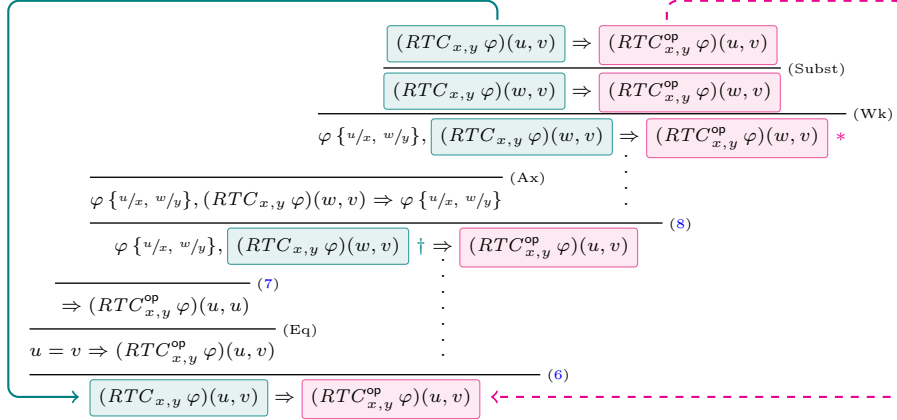 (RTC_{x,y} φ)(u, v) ⇒ (RTC^{op}_{x,y} φ)(u, v)
(Subst)
(RTC_{x,y} φ)(w, v) ⇒ (RTC^{op}_{x,y} φ)(w, v)
(Wk)
φ {u/x, w/y}, (RTC_{x,y} φ)(w, v) ⇒ (RTC^{op}_{x,y} φ)(w, v) *
(Ax)
φ {u/x, w/y}, (RTC_{x,y} φ)(w, v) ⇒ φ {u/x, w/y}
(8)
φ {u/x, w/y}, (RTC_{x,y} φ)(w, v) † ⇒ (RTC^{op}_{x,y} φ)(u, v)
(7)
⇒ (RTC^{op}_{x,y} φ)(u, u)
(Eq)
u = v ⇒ (RTC^{op}_{x,y} φ)(u, v)
(6)
(RTC_{x,y} φ)(u, v) ⇒ (RTC^{op}_{x,y} φ)(u, v)